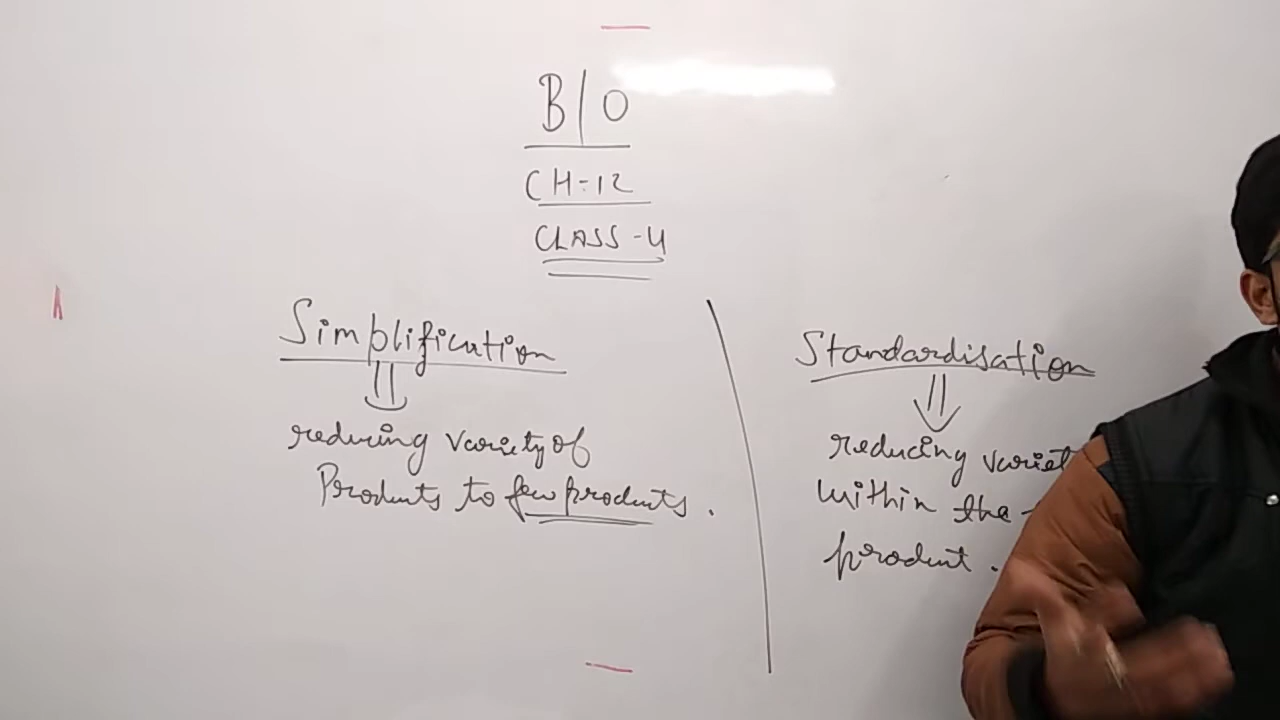 B/O
CH-12
CLASS-4
Simplification
reducing variety of
Products to few products.
Standardisation
reducing
within the
product.